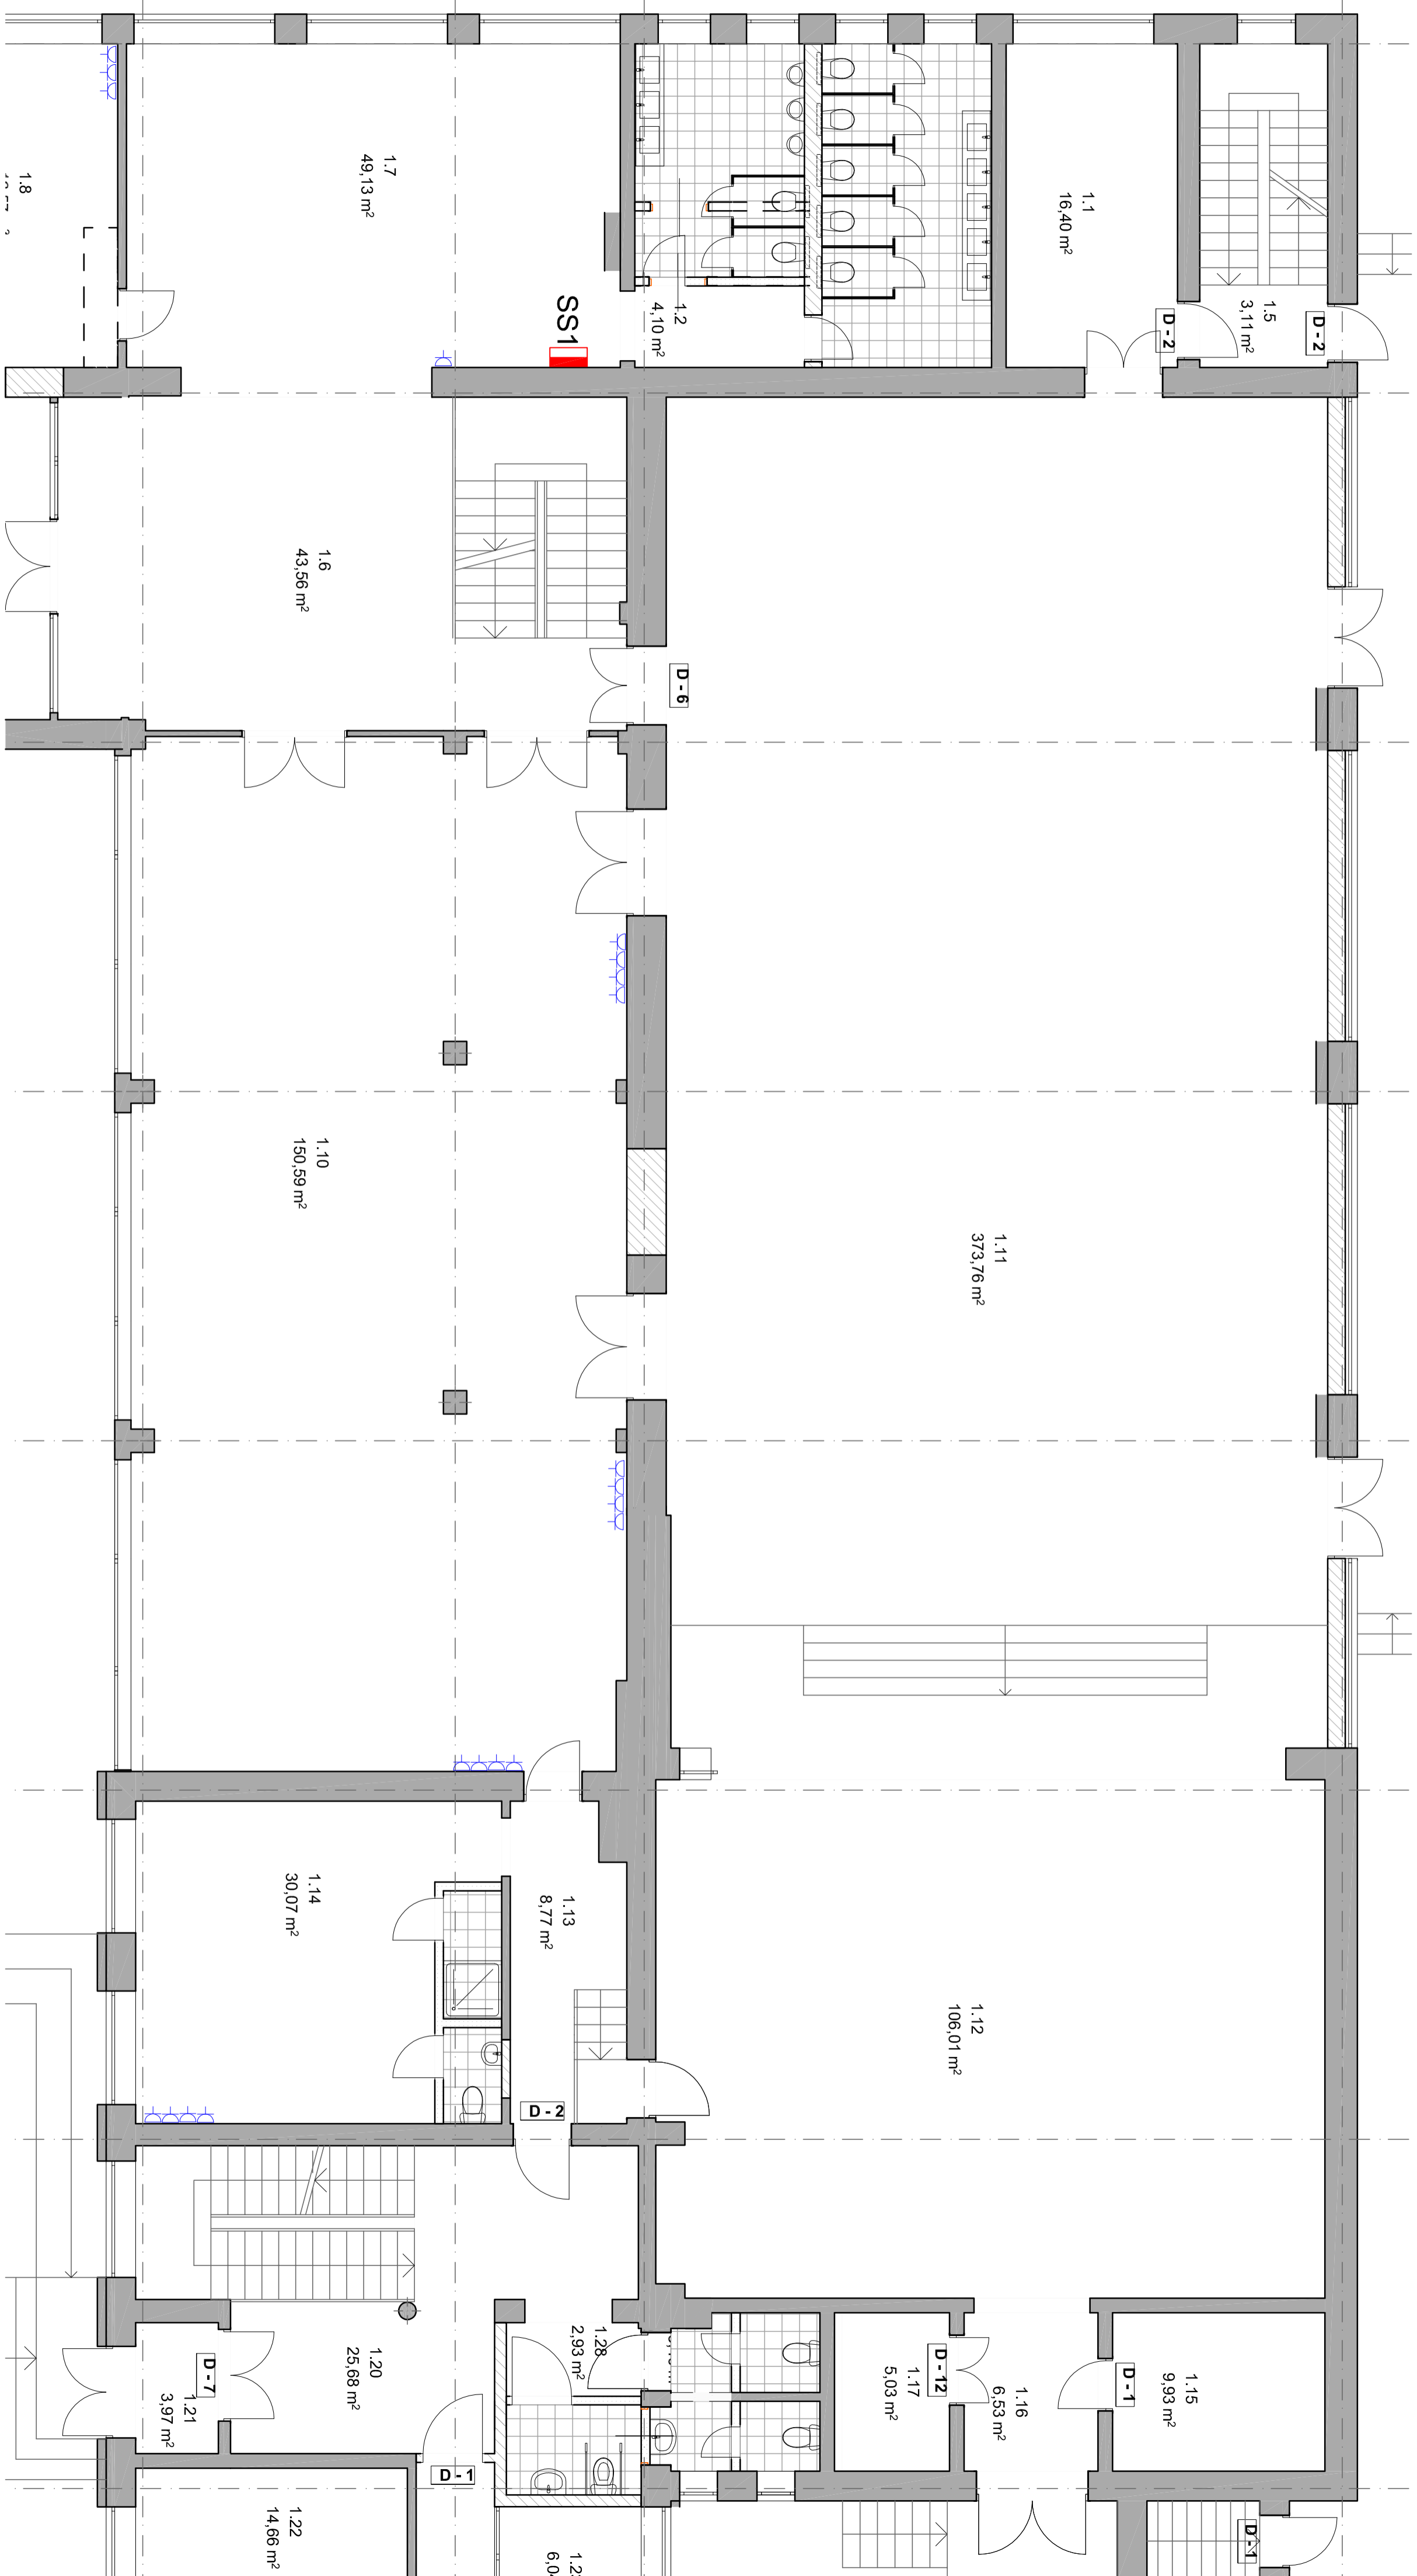 1.8
1.7
49,13 m²
1.1
16,40 m²
1.5
3,11 m²
D - 2
D - 2
1.2
4,10 m²
SS1
1.6
43,56 m²
D - 6
1.10
150,59 m²
1.11
373,76 m²
1.14
30,07 m²
1.13
8,77 m²
1.12
106,01 m²
D - 2
1.28
2,93 m²
1.20
25,68 m²
D - 7
1.21
3,97 m²
D - 12
1.17
5,03 m²
1.16
6,53 m²
D - 1
1.15
9,93 m²
D - 1
1.22
14,66 m²
D - 1